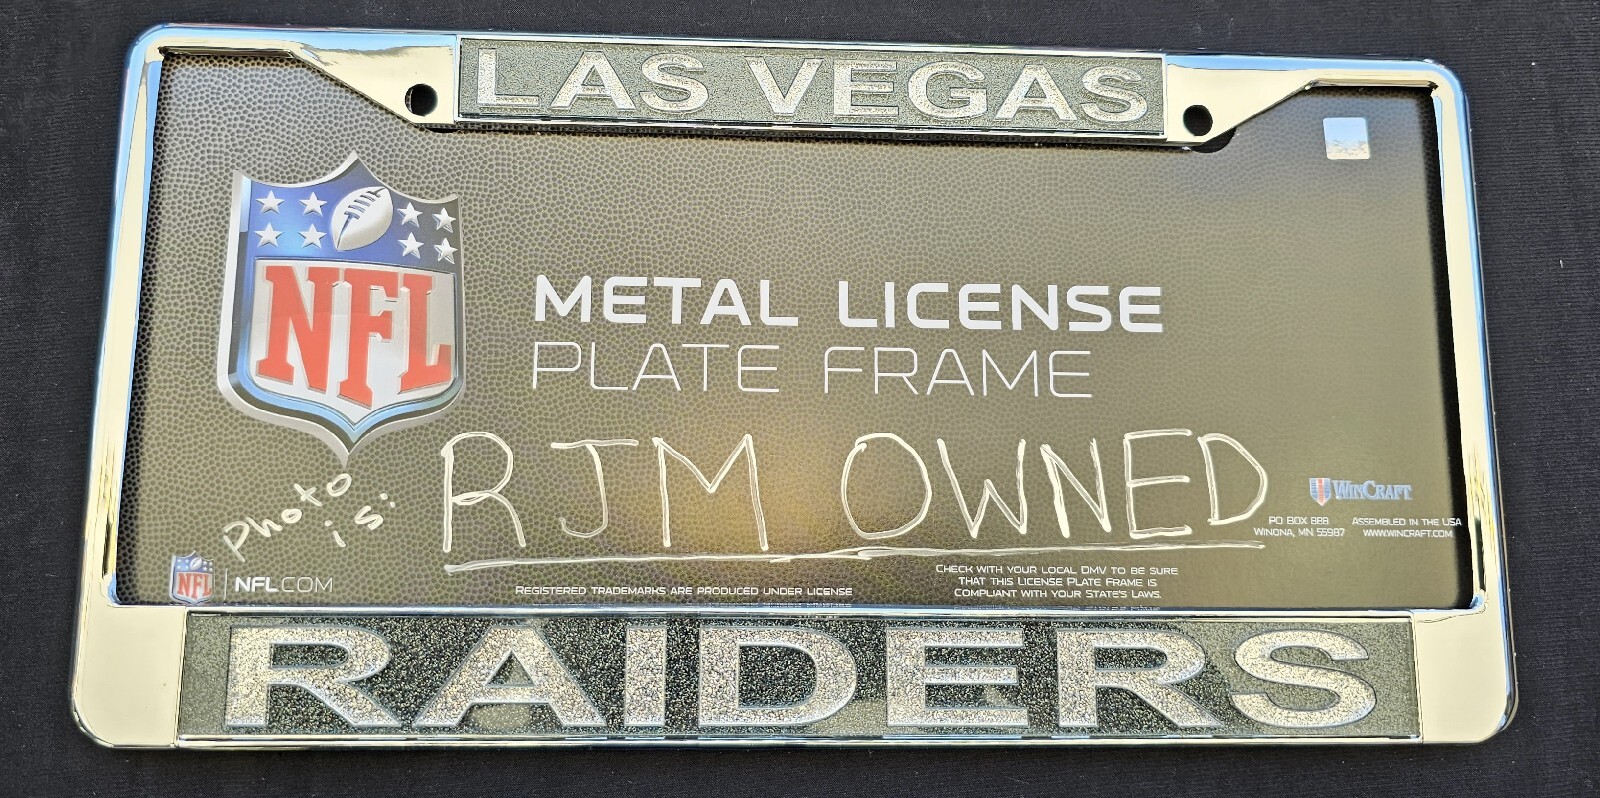 LAS VEGAS
NFL
METAL LICENSE
PLATE FRAME
photo
is:
RJM OWNED
WINCRAFT
PO BOX 888
WINONA, MN 55987
ASSEMBLED IN THE USA
WWW.WINCRAFT.COM
NFL | NFL.COM
REGISTERED TRADEMARKS ARE PRODUCED UNDER LICENSE
CHECK WITH YOUR LOCAL DMV TO BE SURE
THAT THIS LICENSE PLATE FRAME IS
COMPLIANT WITH YOUR STATE'S LAWS.
RAIDERS